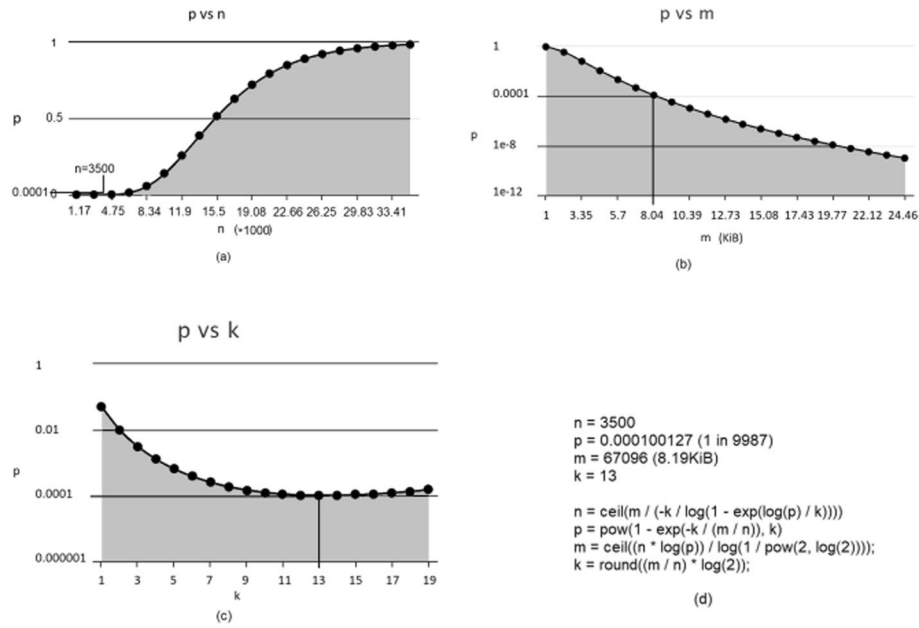 p vs n
1
p
0.5
n=3500
0.0001
0
1.17 4.75 8.34 11.9 15.5 19.08 22.66 26.25 29.83 33.41
n (*1000)
(a)
p vs m
1
0.0001
p
1e-8
1e-12
1 3.35 5.7 8.04 10.39 12.73 15.08 17.43 19.77 22.12 24.46
m (KiB)
(b)
p vs k
1
0.01
p
0.0001
0.000001
1 3 5 7 9 11 13 15 17 19
k
(c)
n = 3500
p = 0.000100127 (1 in 9987)
m = 67096 (8.19KiB)
k = 13
n = ceil(m / (-k / log(1 - exp(log(p) / k))))
p = pow(1 - exp(-k / (m / n)), k)
m = ceil((n * log(p)) / log(1 / pow(2, log(2))));
k = round((m / n) * log(2));
(d)